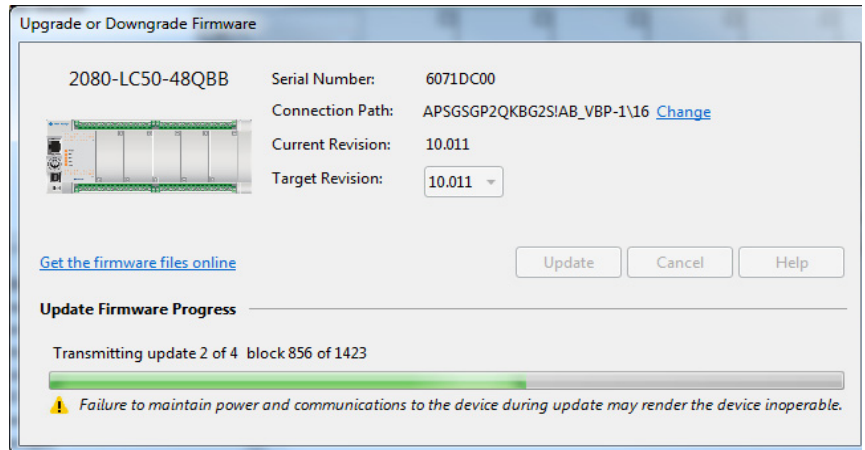 Upgrade or Downgrade Firmware
2080-LC50-48QBB
Serial Number: 6071DC00
Connection Path: APSGSGP2QKBG2S!AB_VBP-1\16 Change
Current Revision: 10.011
Target Revision: 10.011
Get the firmware files online
Update Cancel Help
Update Firmware Progress
Transmitting update 2 of 4 block 856 of 1423
Failure to maintain power and communications to the device during update may render the device inoperable.